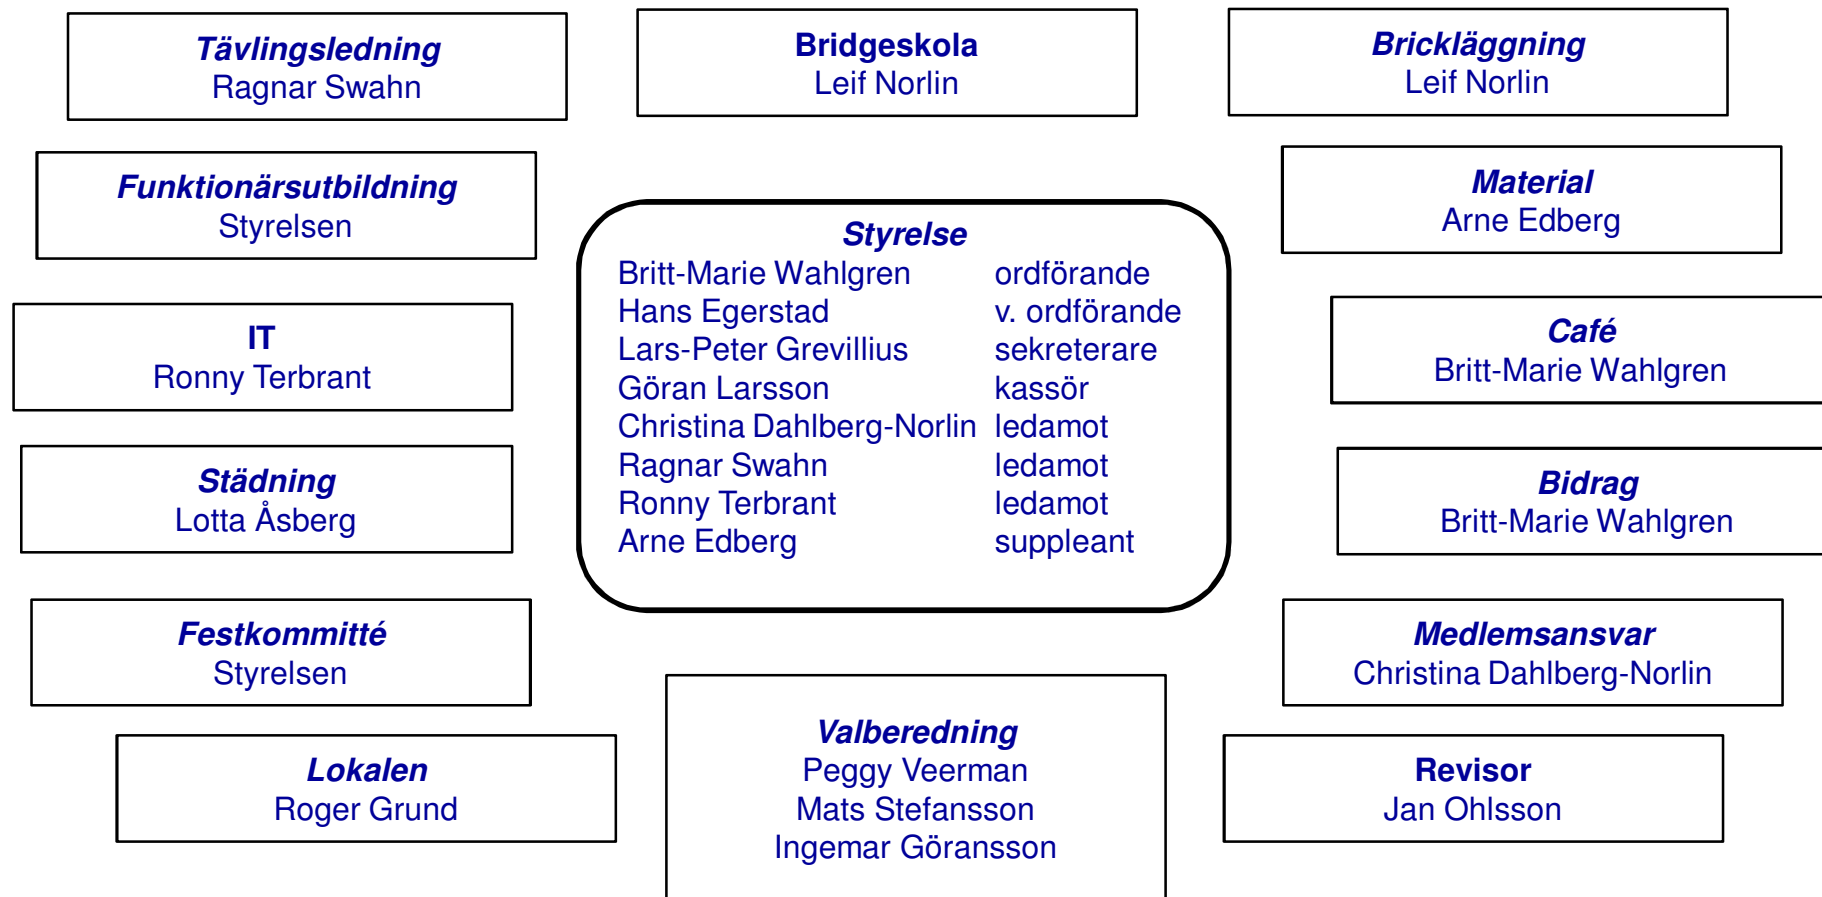 Tävlingsledning
Ragnar Swahn
Bridgeskola
Leif Norlin
Brickläggning
Leif Norlin
Funktionärsutbildning
Styrelsen
Material
Arne Edberg
Styrelse
Britt-Marie Wahlgren ordförande
Hans Egerstad v. ordförande
Lars-Peter Grevillius sekreterare
Göran Larsson kassör
Christina Dahlberg-Norlin ledamot
Ragnar Swahn ledamot
Ronny Terbrant ledamot
Arne Edberg suppleant
IT
Ronny Terbrant
Café
Britt-Marie Wahlgren
Städning
Lotta Åsberg
Bidrag
Britt-Marie Wahlgren
Festkommitté
Styrelsen
Medlemsansvar
Christina Dahlberg-Norlin
Lokalen
Roger Grund
Valberedning
Peggy Veerman
Mats Stefansson
Ingemar Göransson
Revisor
Jan Ohlsson